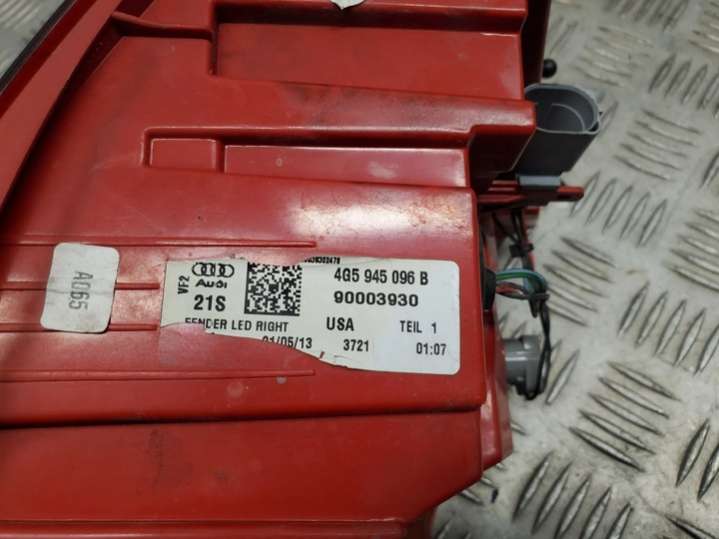 A065
VF2
Audi
21S
4G5 945 096 B
90003930
FENDER LED RIGHT
USA
TEIL 1
/05/13
3721
01:07